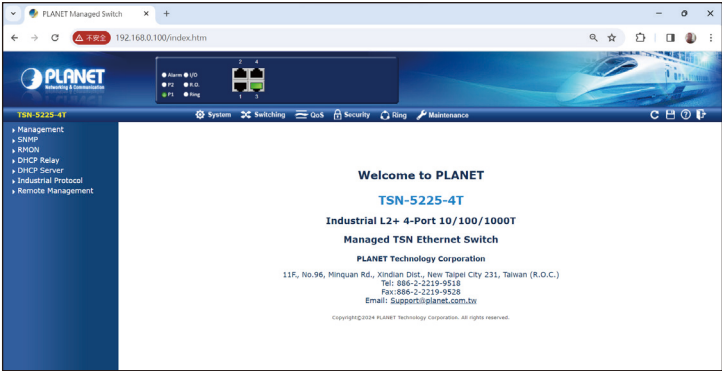 PLANET Managed Switch
不安全
192.168.0.100/index.htm
PLANET
Networking & Communication
Alarm I/O
P2 R.O.
P1 Ring
2 4
1 3
TSN-5225-4T
System Switching QoS Security Ring Maintenance
Management
SNMP
RMON
DHCP Relay
DHCP Server
Industrial Protocol
Remote Management
Welcome to PLANET
TSN-5225-4T
Industrial L2+ 4-Port 10/100/1000T
Managed TSN Ethernet Switch
PLANET Technology Corporation
11F., No.96, Minquan Rd., Xindian Dist., New Taipei City 231, Taiwan (R.O.C.)
Tel: 886-2-2219-9518
Fax:886-2-2219-9528
Email: Support@planet.com.tw
Copyright©2024 PLANET Technology Corporation. All rights reserved.